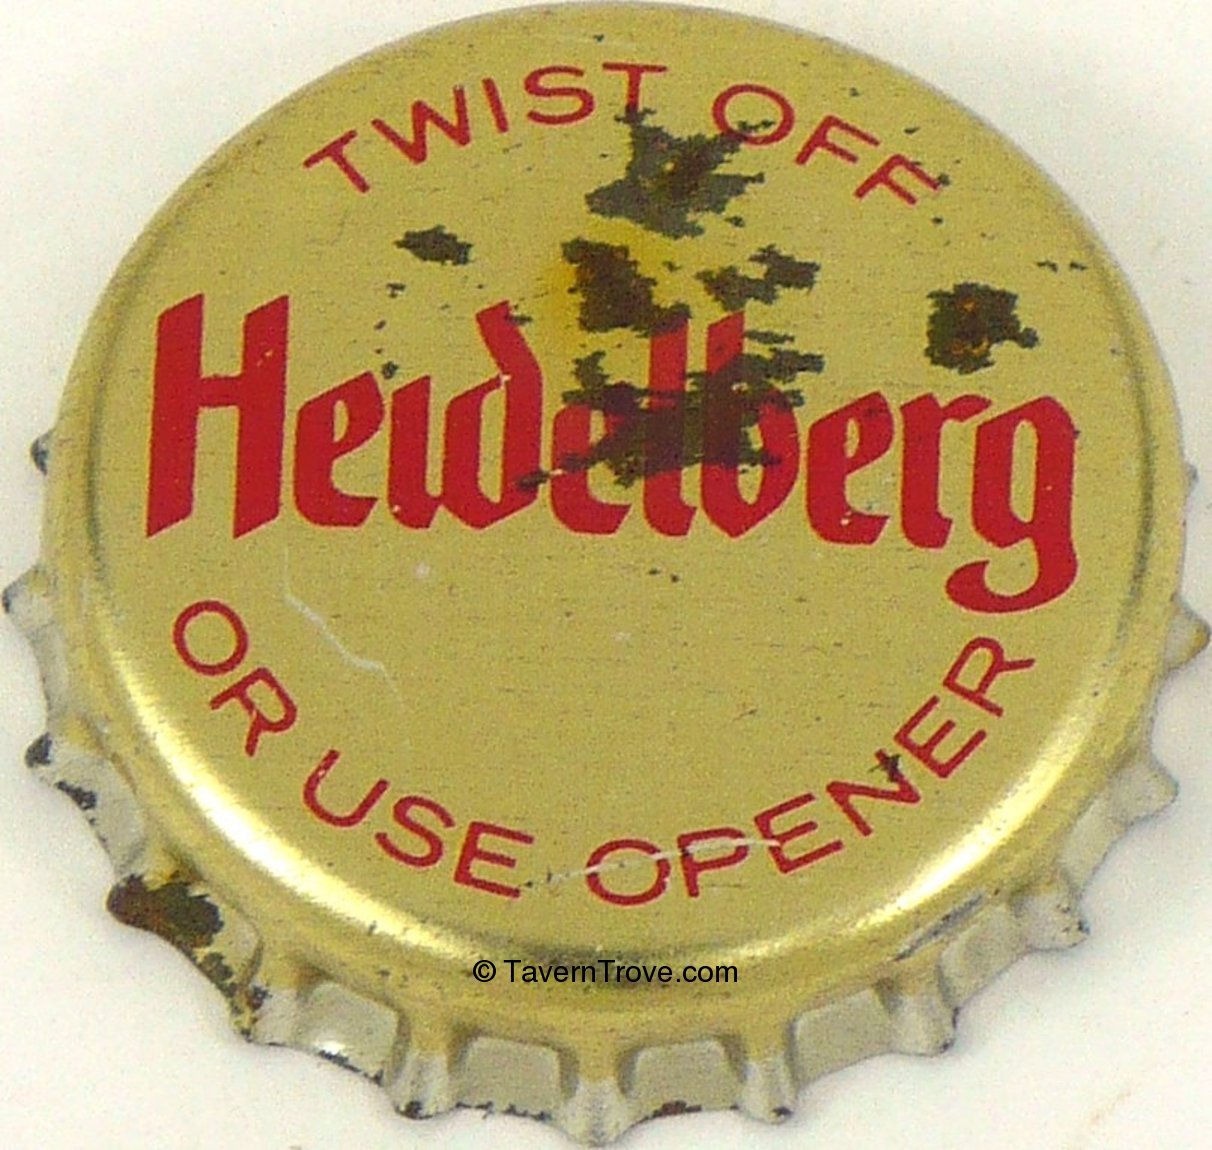 TWIST OFF
Heidelberg
OR USE OPENER
© TavernTrove.com